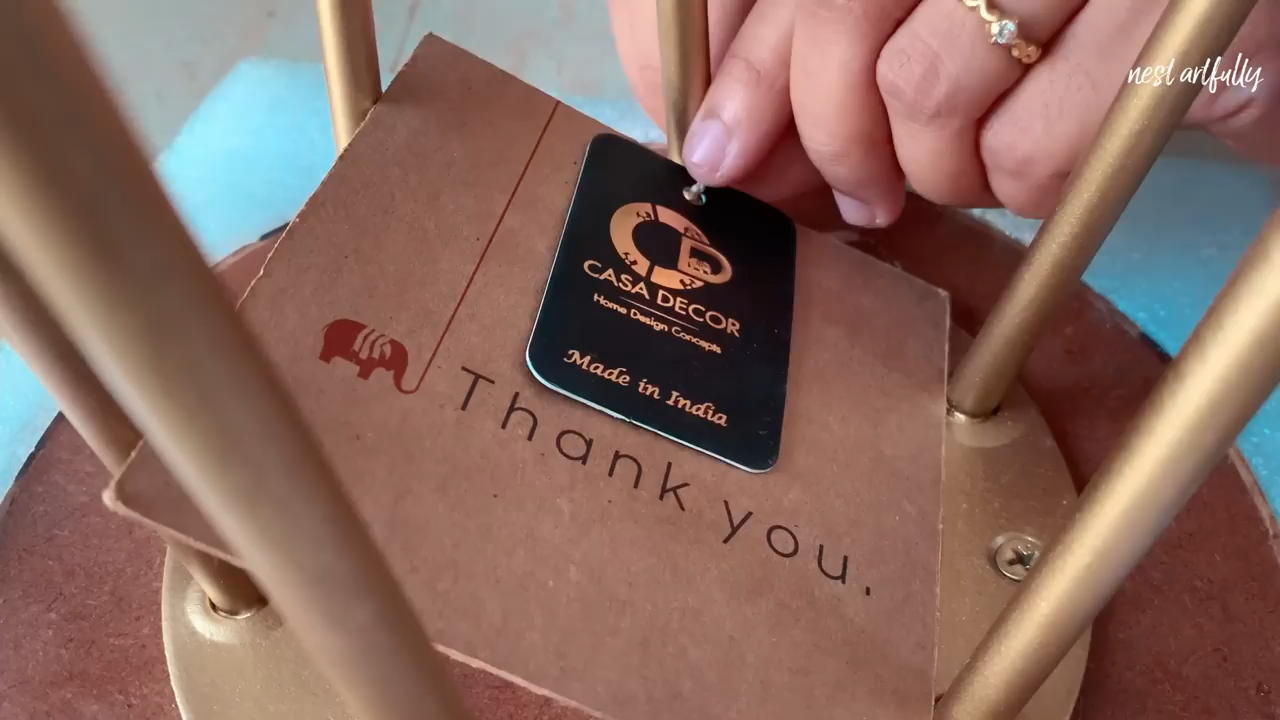 nest artfully
CASA DECOR
Home Design Concepts
Made in India
Thank you.